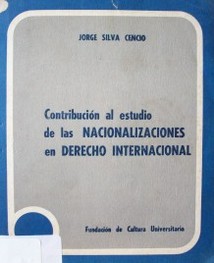 JORGE SILVA CENCIO
Contribución al estudio
de las NACIONALIZACIONES
en DERECHO INTERNACIONAL
Fundación de Cultura Universitaria